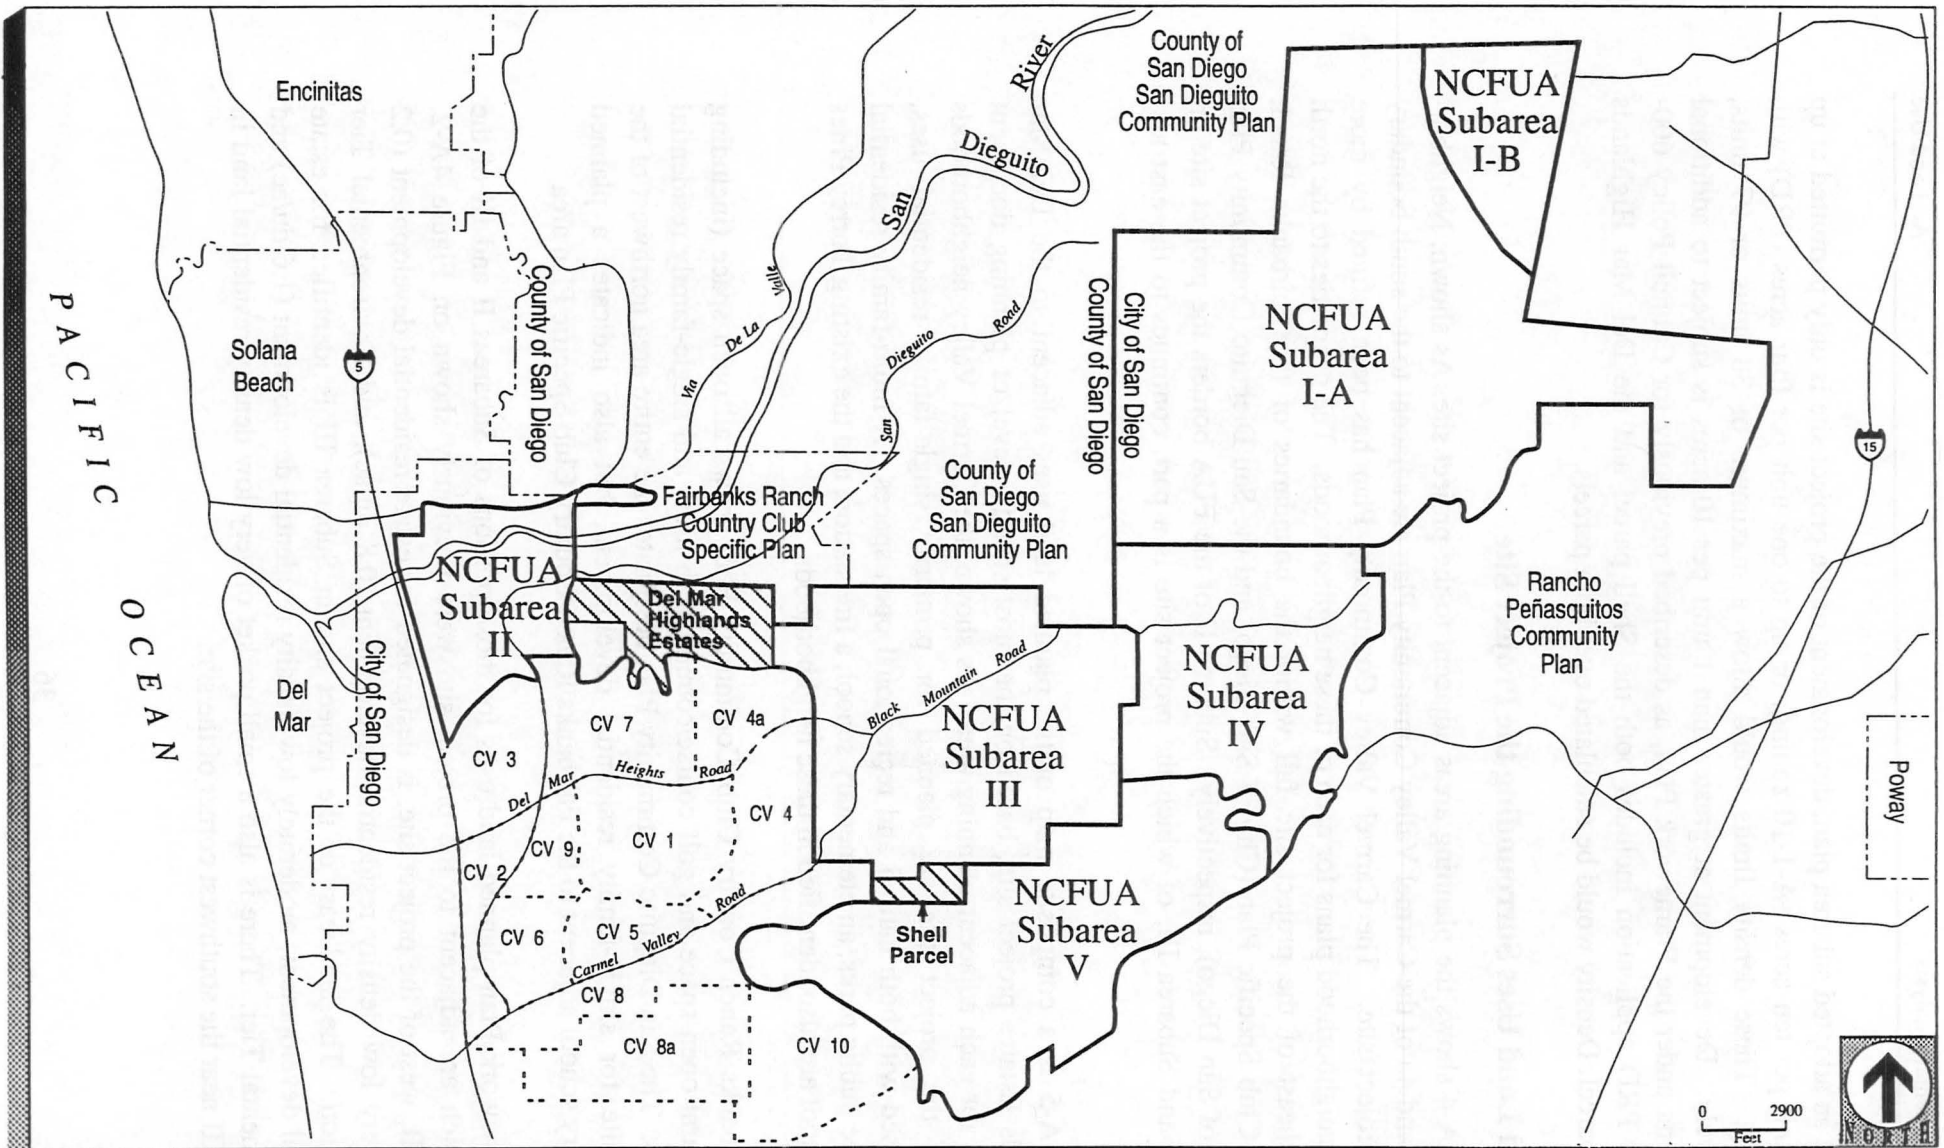 Encinitas
County of
San Diego
San Dieguito
Community Plan
NCFUA
Subarea
I-B
River
Dieguito
San
Valle
De La
Via
County of San Diego
Road
Dieguito
San
County of San Diego
City of San Diego
NCFUA
Subarea
I-A
PACIFIC
OCEAN
Solana
Beach
5
15
Fairbanks Ranch
Country Club
Specific Plan
County of
San Diego
San Dieguito
Community Plan
NCFUA
Subarea
II
Del Mar
Highlands
Estates
Rancho
Peñasquitos
Community
Plan
Del
Mar
City of San Diego
CV 7
CV 4a
Black Mountain Road
NCFUA
Subarea
III
NCFUA
Subarea
IV
CV 3
Del Mar Heights Road
CV 4
CV 1
CV 9
CV 2
Poway
CV 6
CV 5
Carmel Valley Road
Shell
Parcel
NCFUA
Subarea
V
CV 8
CV 8a
CV 10
0 2900
Feet
NORTH